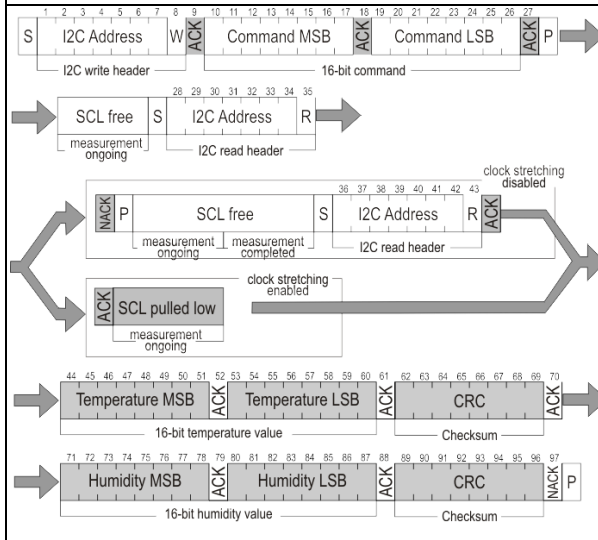 1 2 3 4 5 6 7 8 9 10 11 12 13 14 15 16 17 18 19 20 21 22 23 24 25 26 27
S I2C Address W ACK Command MSB ACK Command LSB ACK P
I2C write header 16-bit command
28 29 30 31 32 33 34 35
SCL free S I2C Address R
measurement ongoing I2C read header
clock stretching disabled
36 37 38 39 40 41 42 43
NACK P SCL free S I2C Address R ACK
measurement ongoing measurement completed I2C read header
clock stretching enabled
ACK SCL pulled low
measurement ongoing
44 45 46 47 48 49 50 51 52 53 54 55 56 57 58 59 60 61 62 63 64 65 66 67 68 69 70
Temperature MSB ACK Temperature LSB ACK CRC ACK
16-bit temperature value Checksum
71 72 73 74 75 76 77 78 79 80 81 82 83 84 85 86 87 88 89 90 91 92 93 94 95 96 97
Humidity MSB ACK Humidity LSB ACK CRC NACK P
16-bit humidity value Checksum